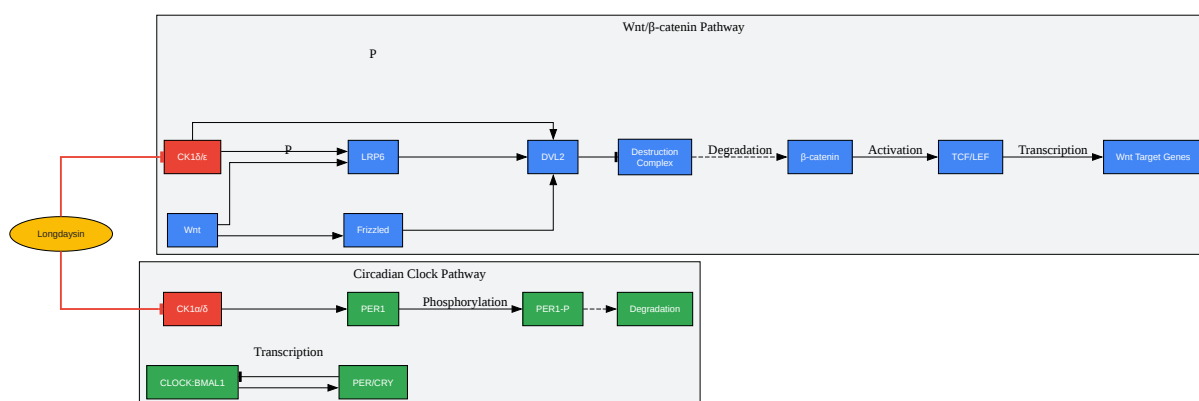 Wnt/β-catenin Pathway
P
CK1δ/ε
P
LRP6
DVL2
Destruction
Complex
Degradation
β-catenin
Activation
TCF/LEF
Transcription
Wnt Target Genes
Wnt
Frizzled
Longdaysin
Circadian Clock Pathway
CK1α/δ
PER1
Phosphorylation
PER1-P
Degradation
Transcription
CLOCK:BMAL1
PER/CRY